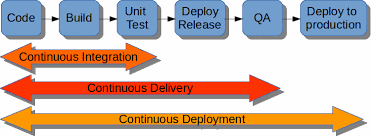 Code
Build
Unit
Test
Deploy
Release
QA
Deploy to
production
Continuous Integration
Continuous Delivery
Continuous Deployment